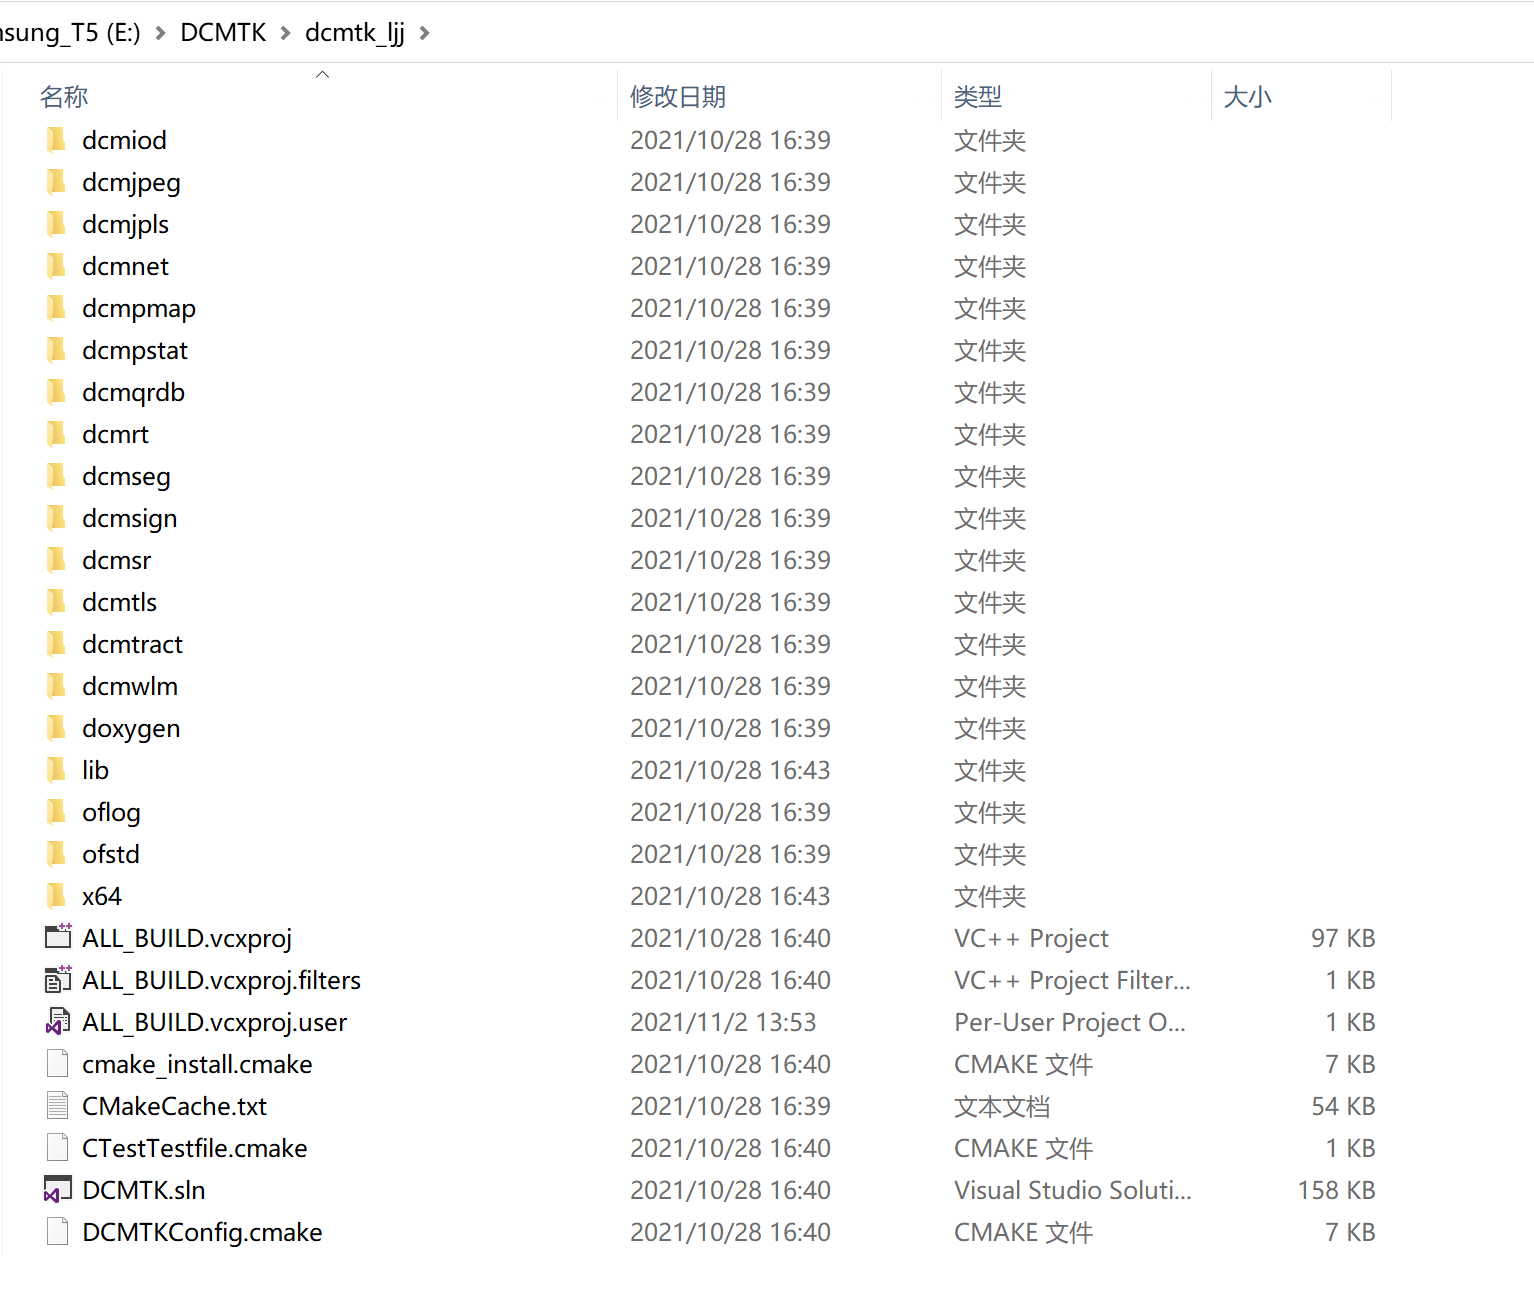 nsung_T5 (E:) > DCMTK > dcmtk_ljj >
名称 修改日期 类型 大小
dcmiod 2021/10/28 16:39 文件夹
dcmjpeg 2021/10/28 16:39 文件夹
dcmjpls 2021/10/28 16:39 文件夹
dcmnet 2021/10/28 16:39 文件夹
dcmpmap 2021/10/28 16:39 文件夹
dcmpstat 2021/10/28 16:39 文件夹
dcmqrdb 2021/10/28 16:39 文件夹
dcmrt 2021/10/28 16:39 文件夹
dcmseg 2021/10/28 16:39 文件夹
dcmsign 2021/10/28 16:39 文件夹
dcmsr 2021/10/28 16:39 文件夹
dcmtls 2021/10/28 16:39 文件夹
dcmtract 2021/10/28 16:39 文件夹
dcmwlm 2021/10/28 16:39 文件夹
doxygen 2021/10/28 16:39 文件夹
lib 2021/10/28 16:43 文件夹
oflog 2021/10/28 16:39 文件夹
ofstd 2021/10/28 16:39 文件夹
x64 2021/10/28 16:43 文件夹
ALL_BUILD.vcxproj 2021/10/28 16:40 VC++ Project 97 KB
ALL_BUILD.vcxproj.filters 2021/10/28 16:40 VC++ Project Filter... 1 KB
ALL_BUILD.vcxproj.user 2021/11/2 13:53 Per-User Project O... 1 KB
cmake_install.cmake 2021/10/28 16:40 CMAKE 文件 7 KB
CMakeCache.txt 2021/10/28 16:39 文本文档 54 KB
CTestTestfile.cmake 2021/10/28 16:40 CMAKE 文件 1 KB
DCMTK.sln 2021/10/28 16:40 Visual Studio Soluti... 158 KB
DCMTKConfig.cmake 2021/10/28 16:40 CMAKE 文件 7 KB